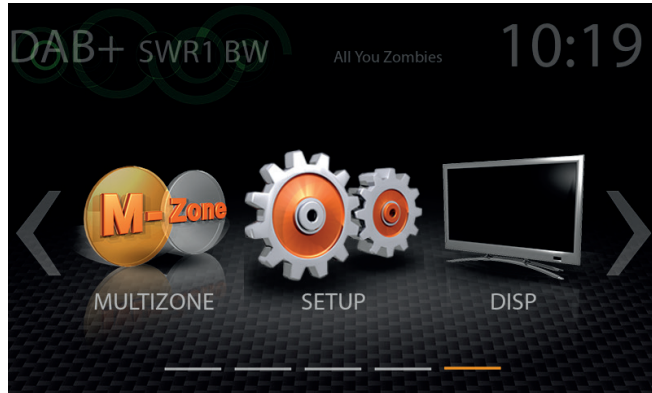 DAB+ SWR1 BW All You Zombies 10:19
M-Zone
MULTIZONE SETUP DISP